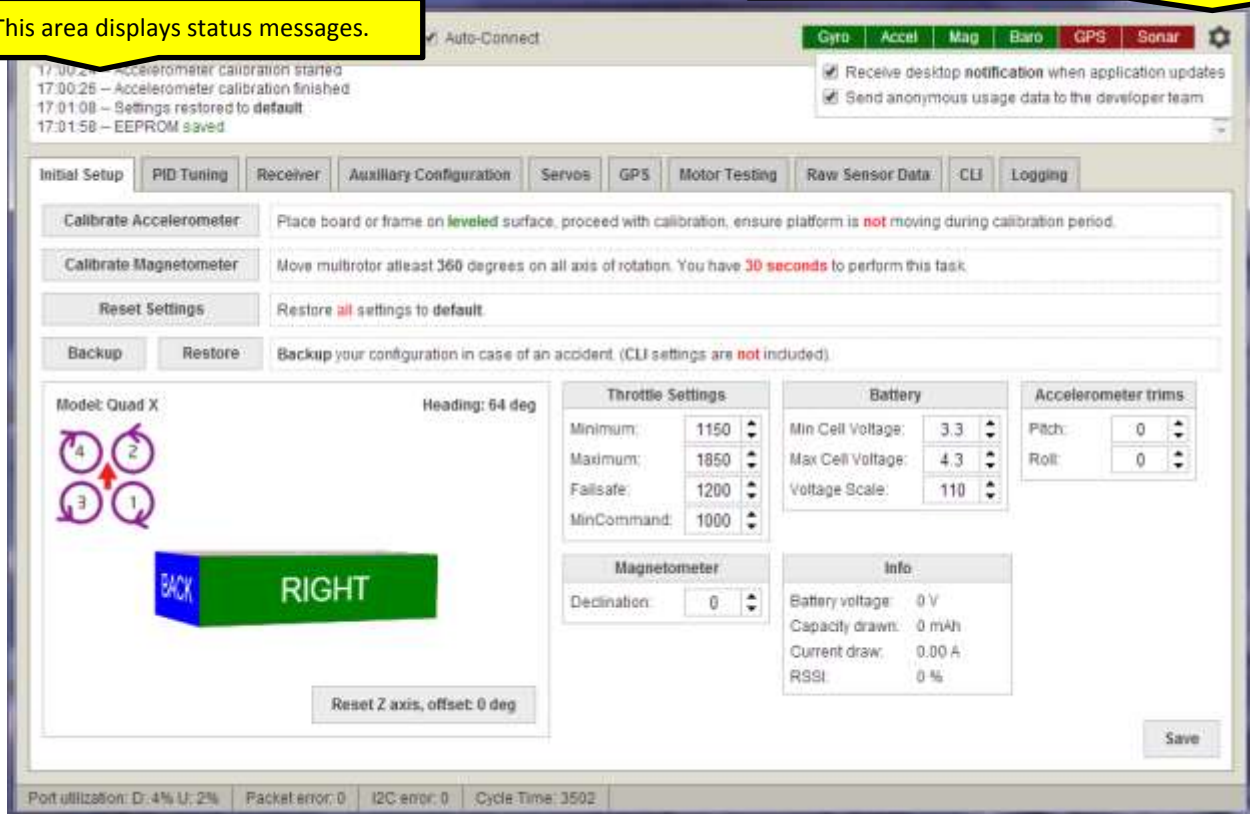 This area displays status messages.
Auto-Connect
Gyro Accel Mag Baro GPS Sonar
17:00:24 -- Accelerometer calibration started
17:00:26 -- Accelerometer calibration finished
17:01:08 -- Settings restored to default
17:01:58 -- EEPROM saved
Receive desktop notification when application updates
Send anonymous usage data to the developer team
Initial Setup PID Tuning Receiver Auxiliary Configuration Servos GPS Motor Testing Raw Sensor Data CLI Logging
Calibrate Accelerometer Place board or frame on leveled surface, proceed with calibration, ensure platform is not moving during calibration period.
Calibrate Magnetometer Move multirotor atleast 360 degrees on all axis of rotation. You have 30 seconds to perform this task.
Reset Settings Restore all settings to default.
Backup Restore Backup your configuration in case of an accident. (CLI settings are not included).
Model: Quad X Heading: 64 deg
4 2
3 1
BACK RIGHT
Reset Z axis, offset: 0 deg
Throttle Settings
Minimum: 1150
Maximum: 1850
Failsafe: 1200
MinCommand: 1000
Battery
Min Cell Voltage: 3.3
Max Cell Voltage: 4.3
Voltage Scale: 110
Accelerometer trims
Pitch: 0
Roll: 0
Magnetometer
Declination: 0
Info
Battery voltage: 0 V
Capacity drawn: 0 mAh
Current draw: 0.00 A
RSSI: 0 %
Save
Port utilization: D: 4% U: 2% Packet error: 0 I2C error: 0 Cycle Time: 3502